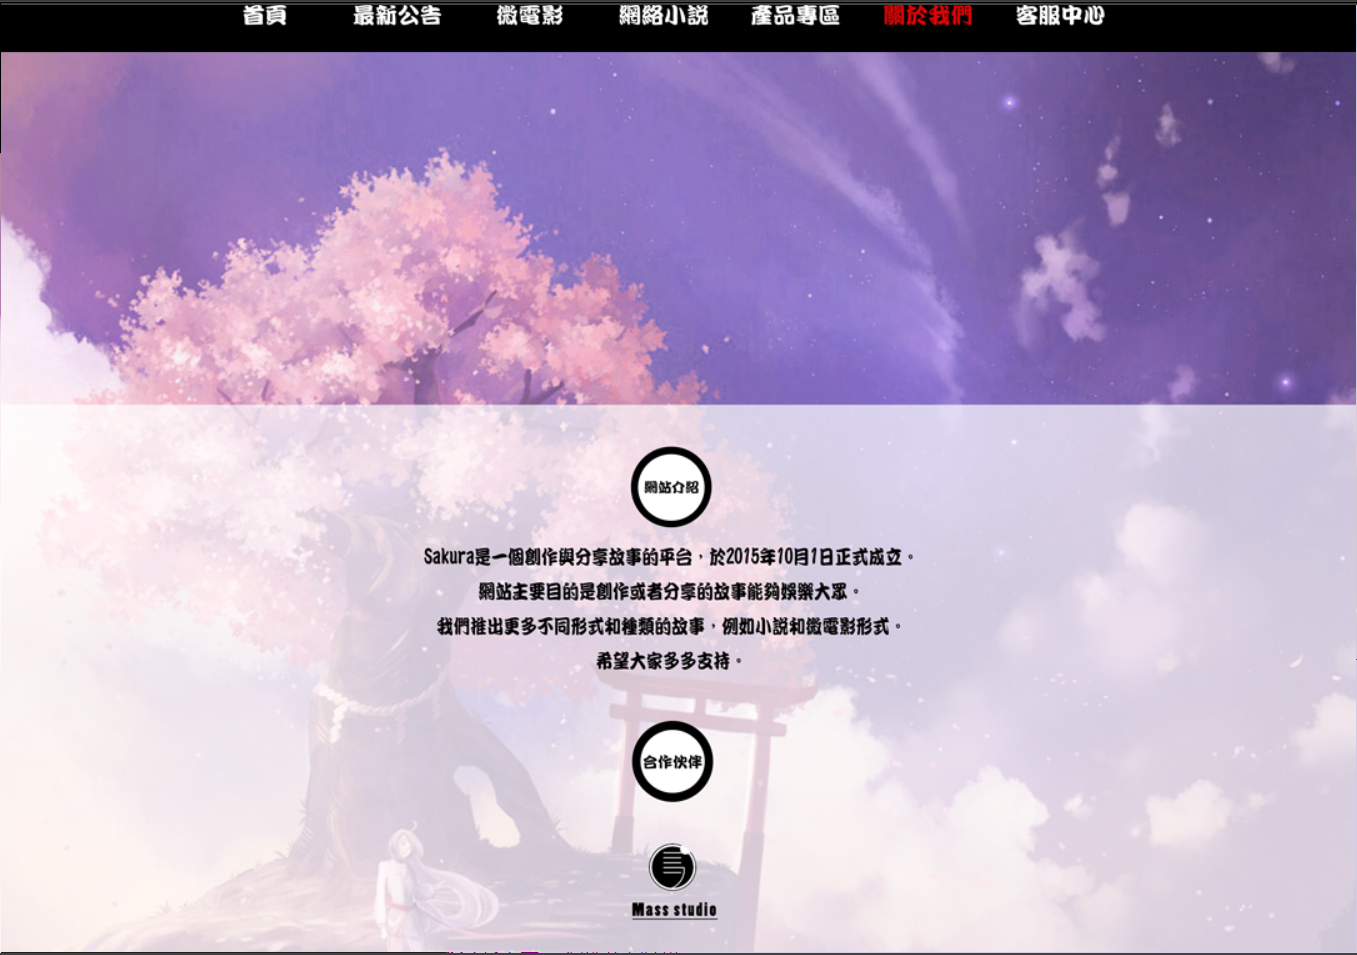 首頁 最新公告 微電影 網絡小説 產品專區 關於我們 客服中心
網站介紹
Sakura是一個創作與分享故事的平台，於2015年10月1日正式成立。
網站主要目的是創作或者分享的故事能夠娛樂大眾。
我們推出更多不同形式和種類的故事，例如小説和微電影形式。
希望大家多多支持。
合作伙伴
Mass studio